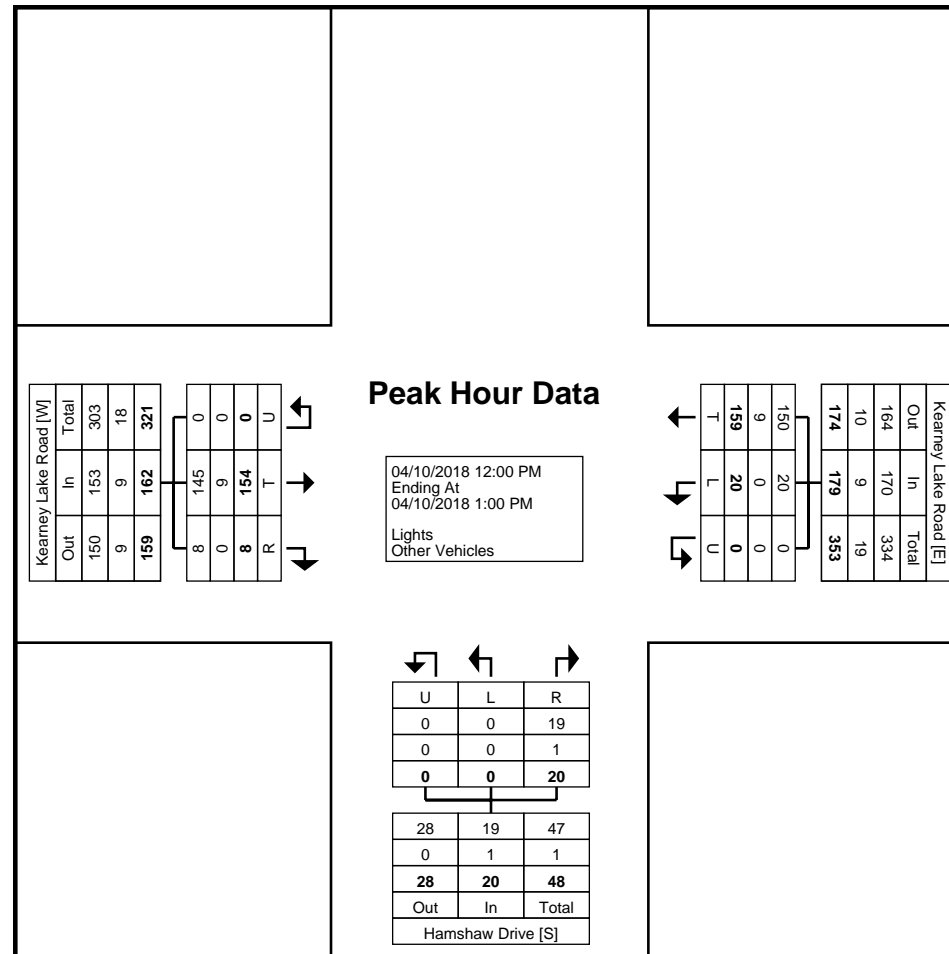 Peak Hour Data
04/10/2018 12:00 PM
Ending At
04/10/2018 1:00 PM
Lights
Other Vehicles
Kearney Lake Road [W]
Out In Total
150 153 303
9 9 18
159 162 321
8 145 0
0 9 0
8 154 0
R T U
Kearney Lake Road [E]
Out In Total
164 170 334
10 9 19
174 179 353
150 20 0
9 0 0
159 20 0
T L U
U L R
0 0 19
0 0 1
0 0 20
28 19 47
0 1 1
28 20 48
Out In Total
Hamshaw Drive [S]